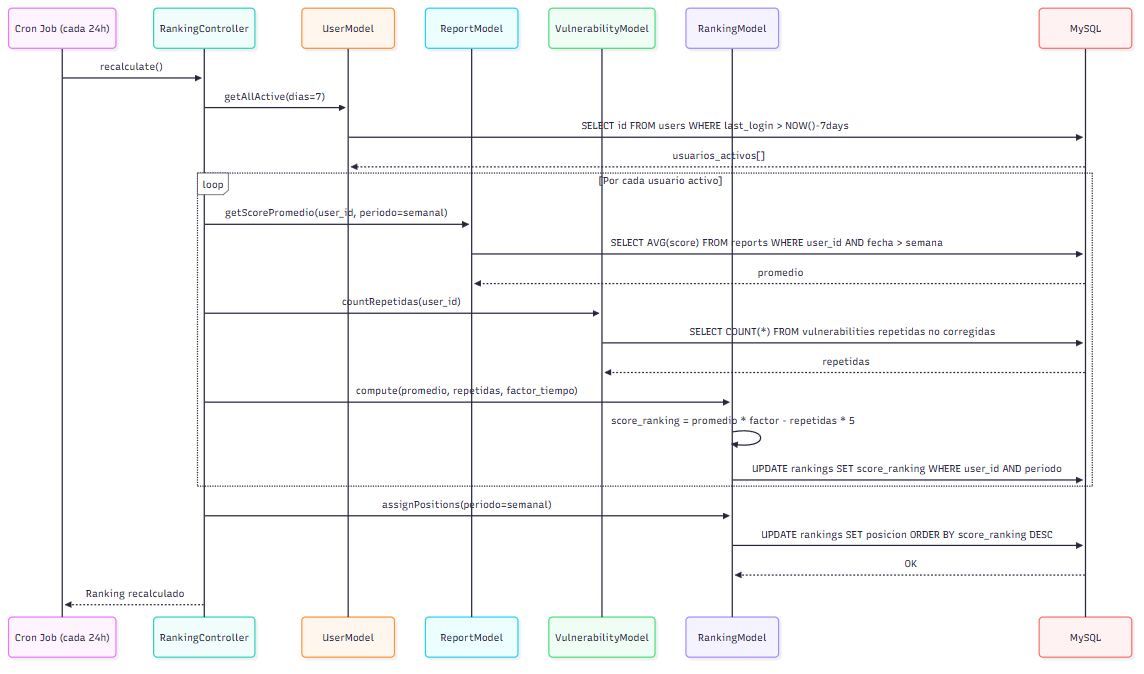 Cron Job (cada 24h)
RankingController
UserModel
ReportModel
VulnerabilityModel
RankingModel
MySQL
recalculate()
getAllActive(dias=7)
SELECT id FROM users WHERE last_login > NOW()-7days
usuarios_activos[]
loop
[Por cada usuario activo]
getScorePromedio(user_id, periodo=semanal)
SELECT AVG(score) FROM reports WHERE user_id AND fecha > semana
promedio
countRepetidas(user_id)
SELECT COUNT(*) FROM vulnerabilities repetidas no corregidas
repetidas
compute(promedio, repetidas, factor_tiempo)
score_ranking = promedio * factor - repetidas * 5
UPDATE rankings SET score_ranking WHERE user_id AND periodo
assignPositions(periodo=semanal)
UPDATE rankings SET posicion ORDER BY score_ranking DESC
OK
Ranking recalculado
Cron Job (cada 24h)
RankingController
UserModel
ReportModel
VulnerabilityModel
RankingModel
MySQL